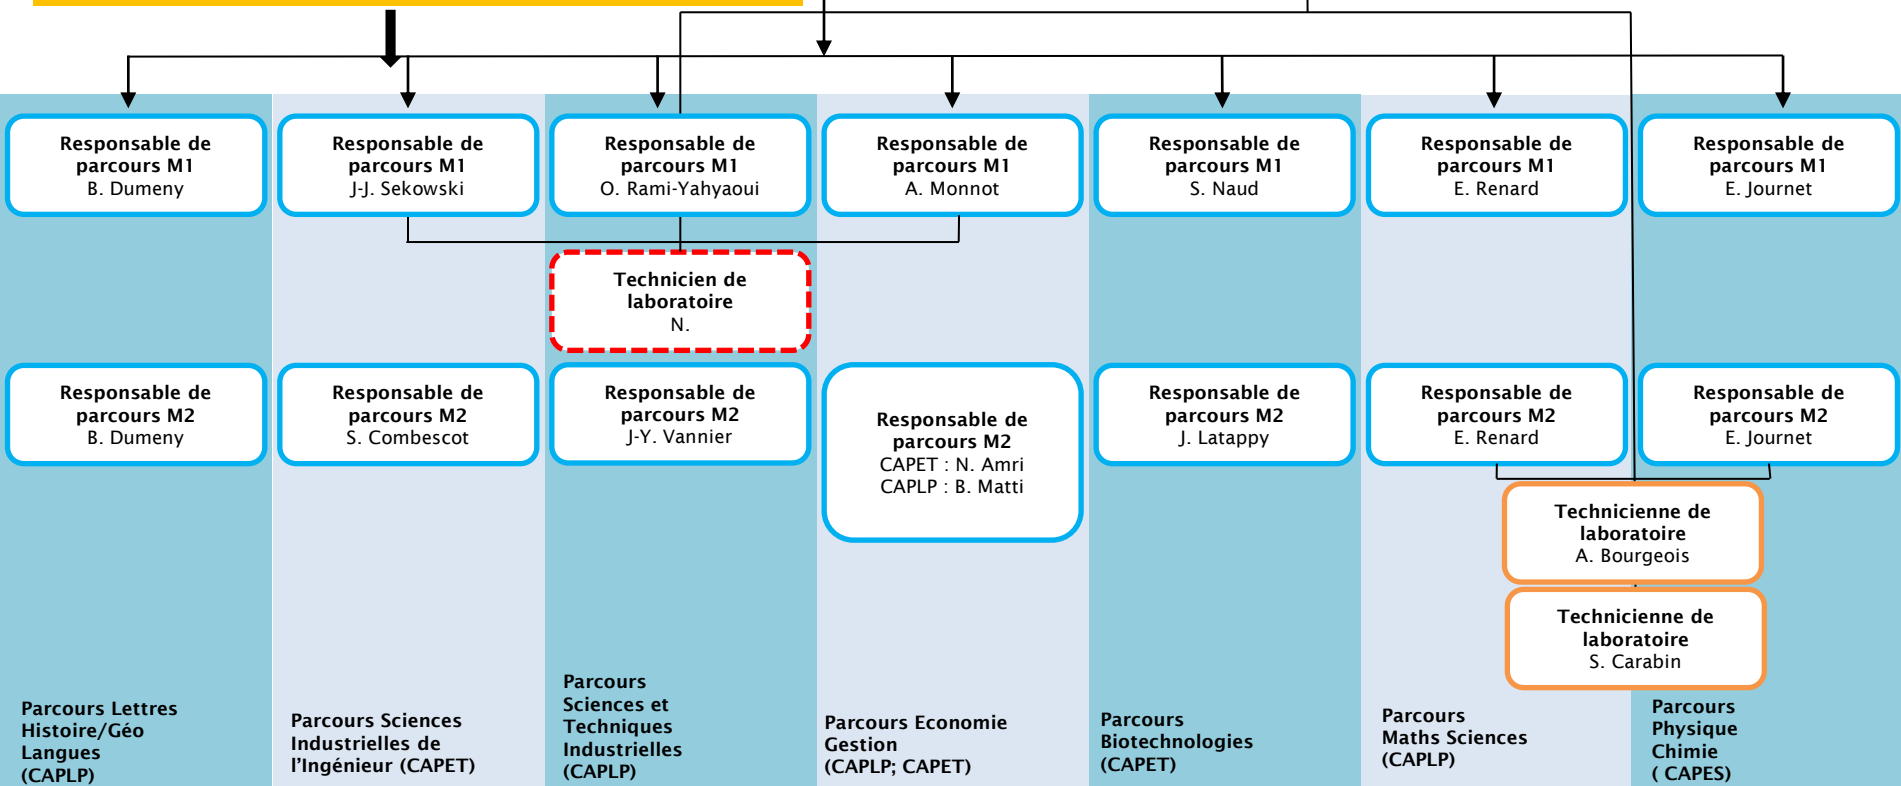 Responsable de
parcours M1
B. Dumeny
Responsable de
parcours M1
J-J. Sekowski
Responsable de
parcours M1
O. Rami-Yahyaoui
Responsable de
parcours M1
A. Monnot
Responsable de
parcours M1
S. Naud
Responsable de
parcours M1
E. Renard
Responsable de
parcours M1
E. Journet
Technicien de
laboratoire
N.
Responsable de
parcours M2
B. Dumeny
Responsable de
parcours M2
S. Combescot
Responsable de
parcours M2
J-Y. Vannier
Responsable de
parcours M2
CAPET : N. Amri
CAPLP : B. Matti
Responsable de
parcours M2
J. Latappy
Responsable de
parcours M2
E. Renard
Responsable de
parcours M2
E. Journet
Technicienne de
laboratoire
A. Bourgeois
Technicienne de
laboratoire
S. Carabin
Parcours Lettres
Histoire/Géo
Langues
(CAPLP)
Parcours Sciences
Industrielles de
l'Ingénieur (CAPET)
Parcours
Sciences et
Techniques
Industrielles
(CAPLP)
Parcours Economie
Gestion
(CAPLP; CAPET)
Parcours
Biotechnologies
(CAPET)
Parcours
Maths Sciences
(CAPLP)
Parcours
Physique
Chimie
( CAPES)